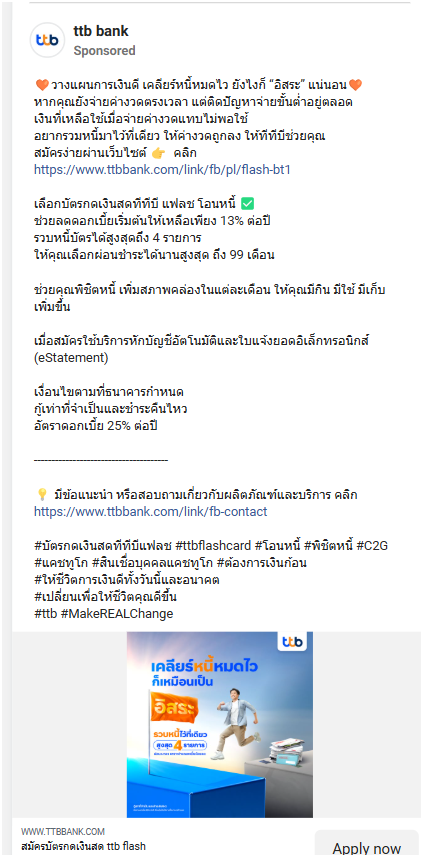 ttb bank
Sponsored
🧡วางแผนการเงินดี เคลียร์หนี้หมดไว ยังไงก็ “อิสระ” แน่นอน🧡
หากคุณยังจ่ายค่างวดตรงเวลา แต่ติดปัญหาจ่ายขั้นต่ำอยู่ตลอด
เงินที่เหลือใช้เมื่อจ่ายค่างวดแทบไม่พอใช้
อยากรวมหนี้มาไว้ที่เดียว ให้ค่างวดถูกลง ให้ทีทีบีช่วยคุณ
สมัครง่ายผ่านเว็บไซต์ 👉 คลิก
https://www.ttbbank.com/link/fb/pl/flash-bt1
เลือกบัตรกดเงินสดทีทีบี แฟลช โอนหนี้ ✅
ช่วยลดดอกเบี้ยเริ่มต้นให้เหลือเพียง 13% ต่อปี
รวบหนี้บัตรได้สูงสุดถึง 4 รายการ
ให้คุณเลือกผ่อนชำระได้นานสูงสุด ถึง 99 เดือน
ช่วยคุณพิชิตหนี้ เพิ่มสภาพคล่องในแต่ละเดือน ให้คุณมีกิน มีใช้ มีเก็บ
เพิ่มขึ้น
เมื่อสมัครใช้บริการหักบัญชีอัตโนมัติและใบแจ้งยอดอิเล็กทรอนิกส์
(eStatement)
เงื่อนไขตามที่ธนาคารกำหนด
กู้เท่าที่จำเป็นและชำระคืนไหว
อัตราดอกเบี้ย 25% ต่อปี
--------------------------------------
💡 มีข้อแนะนำ หรือสอบถามเกี่ยวกับผลิตภัณฑ์และบริการ คลิก
https://www.ttbbank.com/link/fb-contact
#บัตรกดเงินสดทีทีบีแฟลช #ttbflashcard #โอนหนี้ #พิชิตหนี้ #C2G
#แคชทูโก #สินเชื่อบุคคลแคชทูโก #ต้องการเงินก้อน
#ให้ชีวิตการเงินดีทั้งวันนี้และอนาคต
#เปลี่ยนเพื่อให้ชีวิตคุณดีขึ้น
#ttb #MakeREALChange
ttb
เคลียร์หนี้หมดไว
ก็เหมือนเป็น
อิสระ
รวบหนี้ไว้ที่เดียว
สูงสุด 4 รายการ
WWW.TTBBANK.COM
สมัครบัตรกดเงินสด ttb flash
Apply now